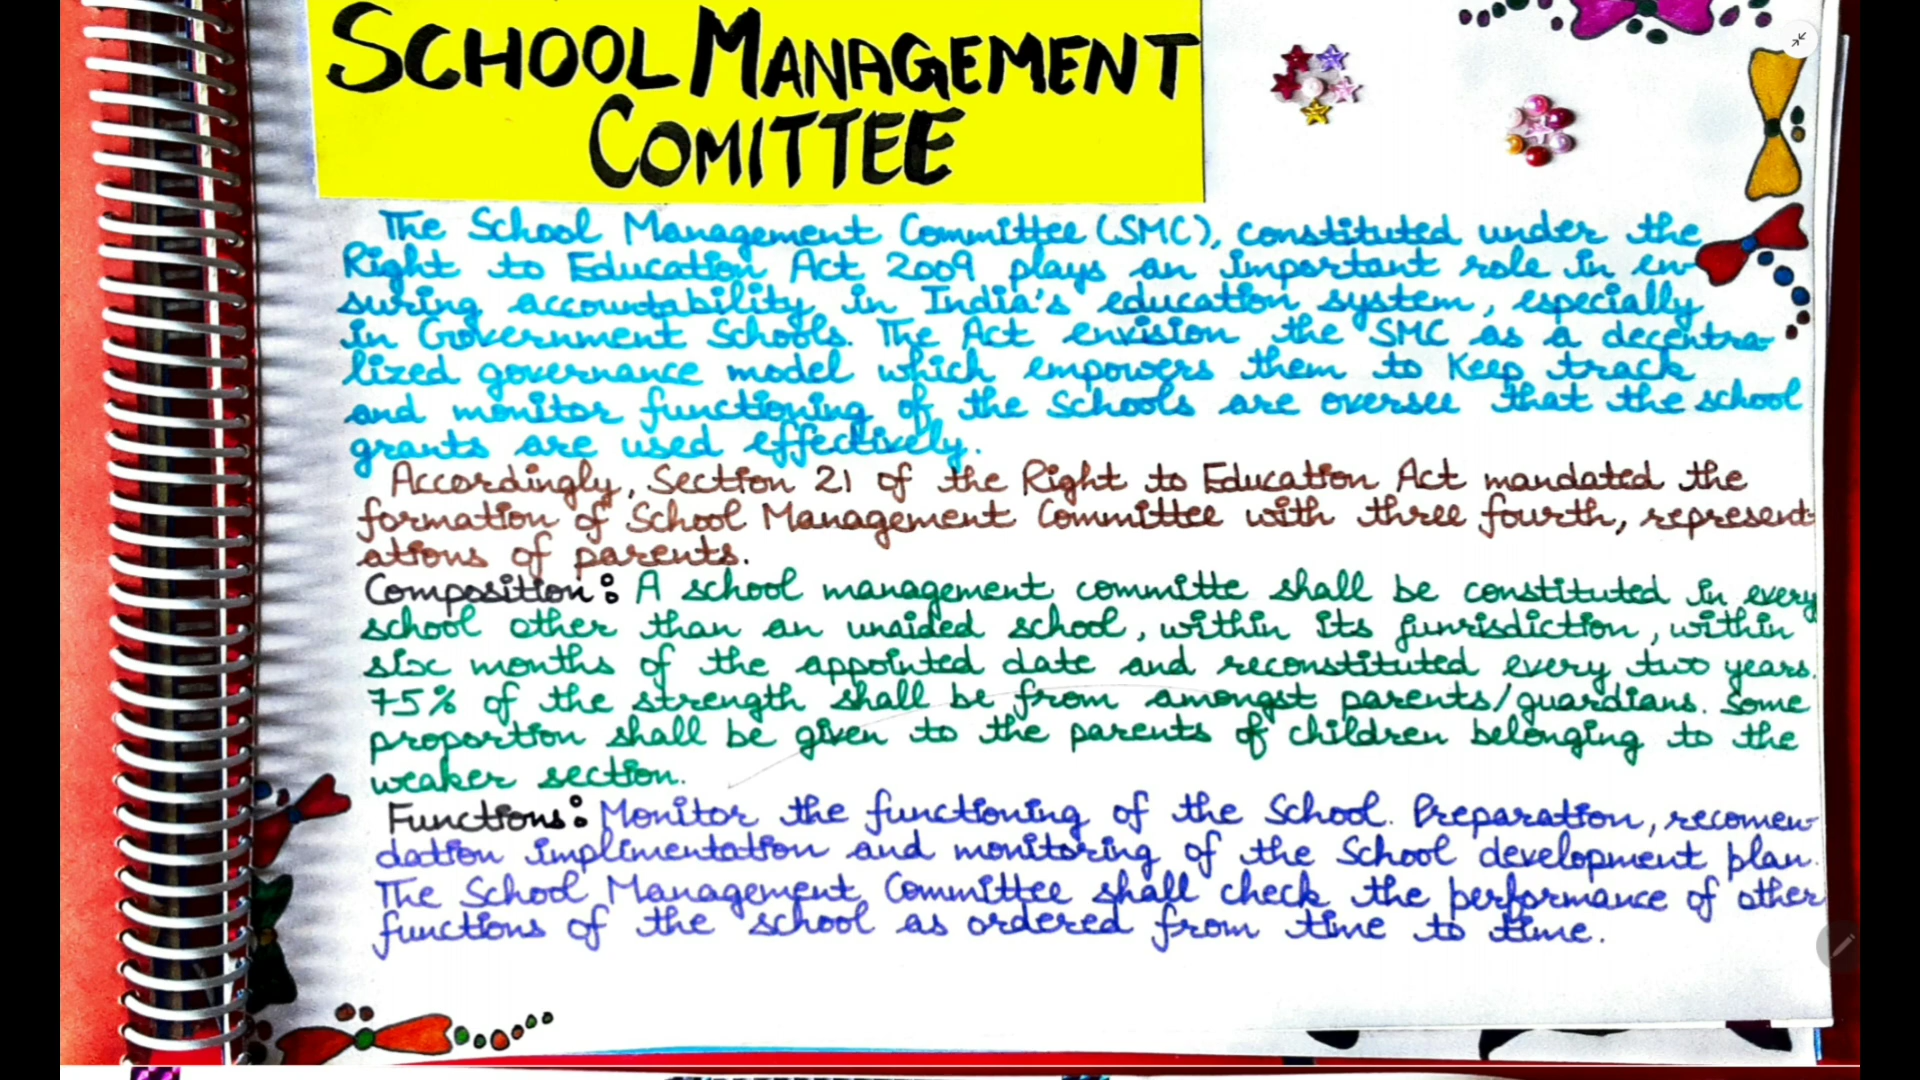 SCHOOL MANAGEMENT
COMITTEE
The School Management Committee (SMC), constituted under the
Right to Education Act 2009 plays an important role in en-
suring accountability in India's education system, especially
in Government Schools. The Act envision the SMC as a decentra-
lized governance model which empowers them to Keep track
and monitor functioning of the Schools are oversee that the school
grants are used effectively.
Accordingly, Section 21 of the Right to Education Act mandated the
formation of School Management Committee with three fourth, represent-
ations of parents.
Composition: A school management committe shall be constituted in every
school other than an unaided school, within its junrisdiction, within
six months of the appointed date and reconstituted every two years.
75% of the strength shall be from amongst parents/guardians. Some
proportion shall be given to the parents of children belonging to the
weaker section.
Functions: Monitor the functioning of the School. Preparation, recomen-
dation implimentation and monitoring of the School development plan.
The School Management Committee shall check the performance of other
functions of the school as ordered from time to time.